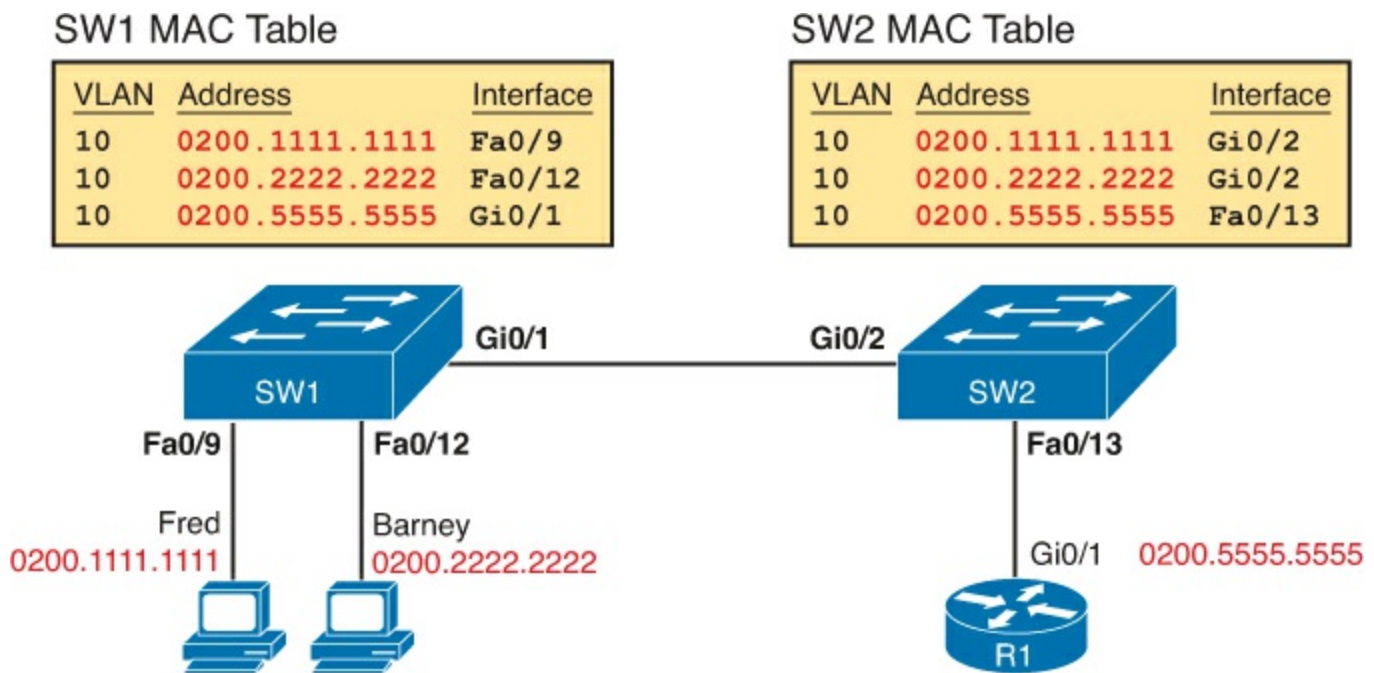 SW1 MAC Table
VLAN Address Interface
10 0200.1111.1111 Fa0/9
10 0200.2222.2222 Fa0/12
10 0200.5555.5555 Gi0/1
SW2 MAC Table
VLAN Address Interface
10 0200.1111.1111 Gi0/2
10 0200.2222.2222 Gi0/2
10 0200.5555.5555 Fa0/13
SW1
Gi0/1
Gi0/2
SW2
Fa0/9
Fa0/12
Fa0/13
Fred
0200.1111.1111
Barney
0200.2222.2222
Gi0/1 0200.5555.5555
R1